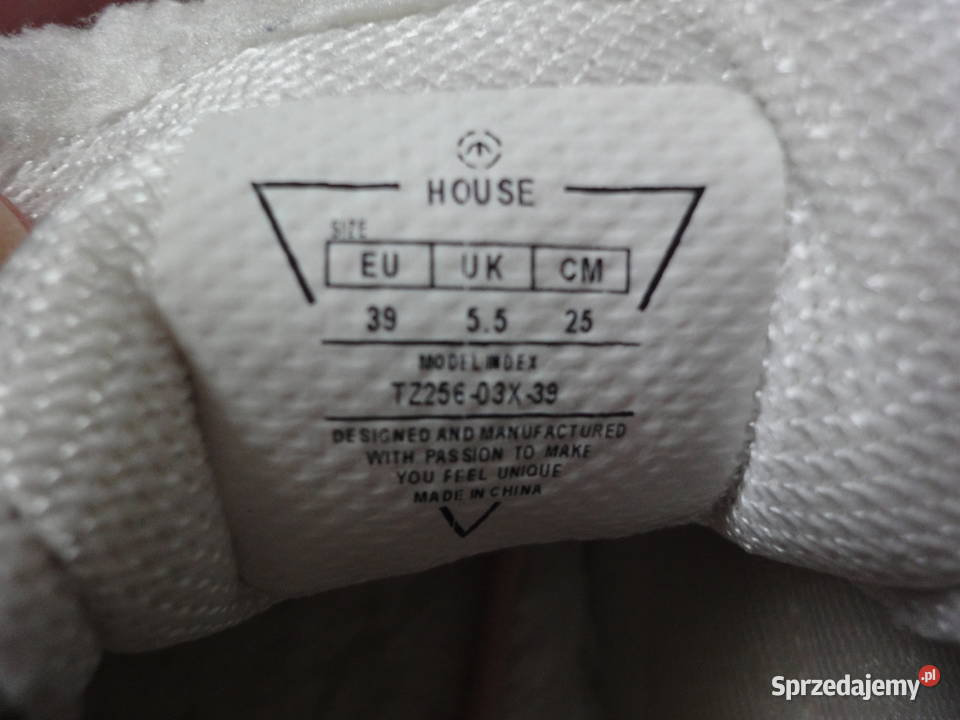 HOUSE
SIZE
EU UK CM
39 5.5 25
MODEL INDEX
TZ256-03X-39
DESIGNED AND MANUFACTURED
WITH PASSION TO MAKE
YOU FEEL UNIQUE
MADE IN CHINA
Sprzedajemy.pl